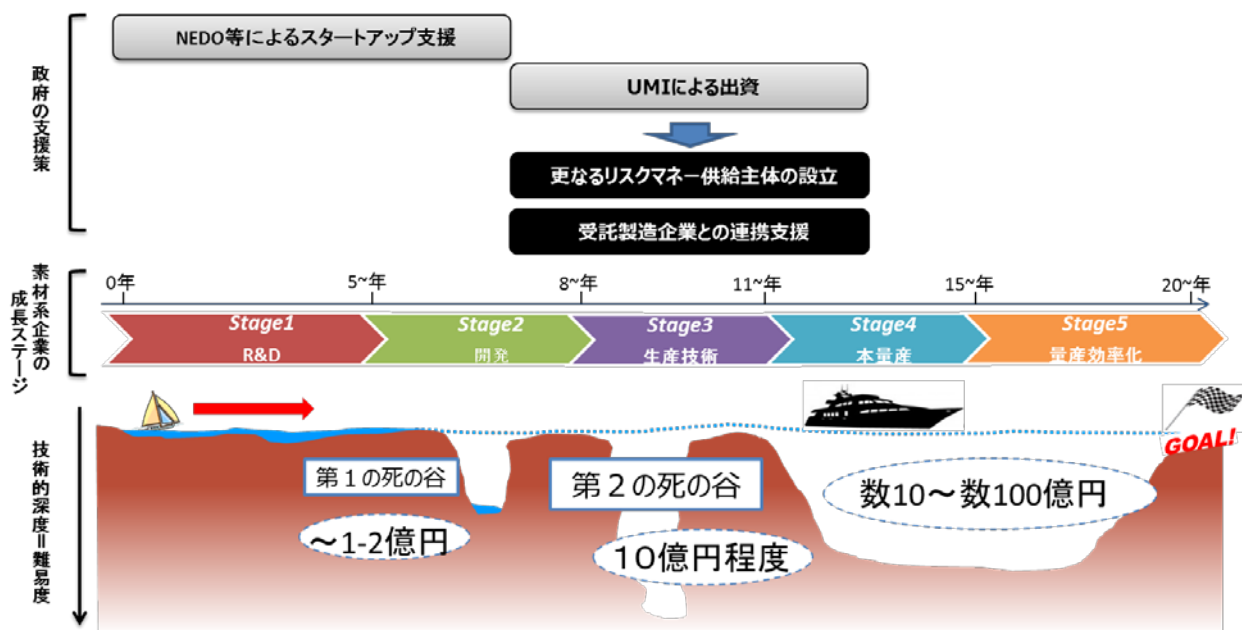 NEDO等によるスタートアップ支援
UMIによる出資
更なるリスクマネー供給主体の設立
受託製造企業との連携支援
政府の支援策
素材系企業の
成長ステージ
0年
5~年
8~年
11~年
15~年
20~年
Stage1
R&D
Stage2
開発
Stage3
生産技術
Stage4
本量産
Stage5
量産効率化
技術的深度＝難易度
GOAL!
第１の死の谷
～1-2億円
第２の死の谷
10億円程度
数10～数100億円